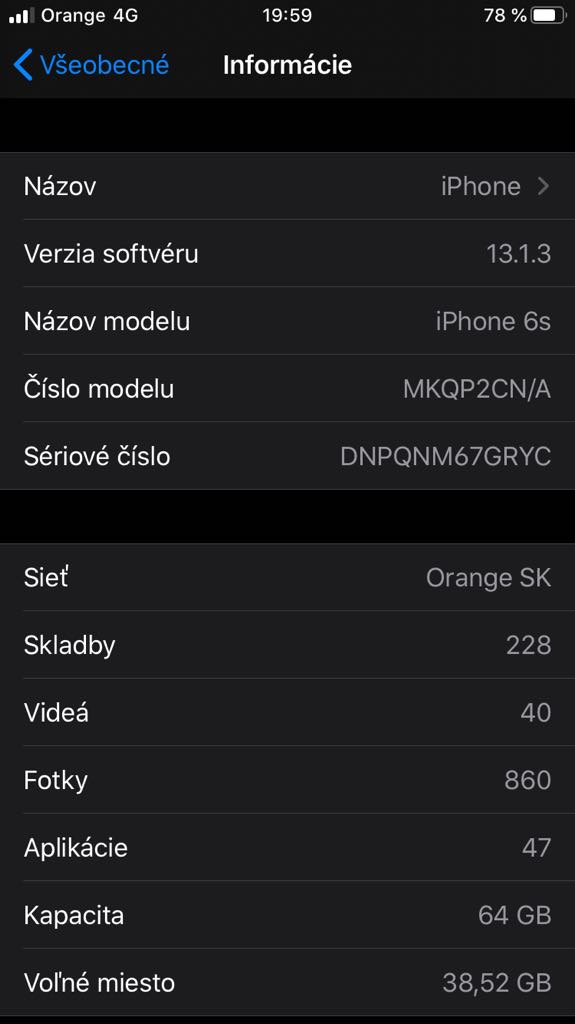 Orange 4G 19:59 78 %
Všeobecné Informácie
Názov iPhone
Verzia softvéru 13.1.3
Názov modelu iPhone 6s
Číslo modelu MKQP2CN/A
Sériové číslo DNPQNM67GRYC
Sieť Orange SK
Skladby 228
Videá 40
Fotky 860
Aplikácie 47
Kapacita 64 GB
Voľné miesto 38,52 GB